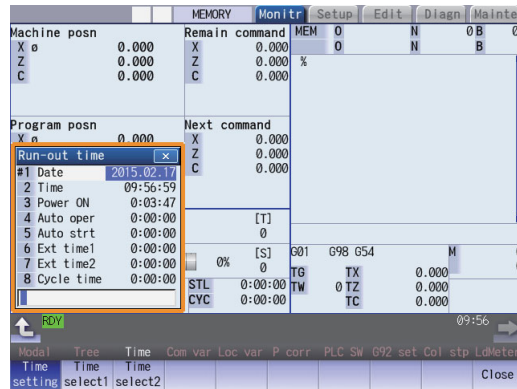 MEMORY Monitr Setup Edit Diagn Mainte
Machine posn Remain command MEM O N 0 B 0
X ø 0.000 X 0.000 O N B
Z 0.000 Z 0.000 %
C 0.000 C 0.000
Program posn Next command
X ø 0.000 X 0.000
Run-out time Z 0.000
#1 Date 2015.02.17 C 0.000
2 Time 09:56:59
3 Power ON 0:03:47
4 Auto oper 0:00:00 [T]
5 Auto strt 0:00:00 0
6 Ext time1 0:00:00 0% [S] G01 G98 G54 M
7 Ext time2 0:00:00 0 TG TX 0.000
8 Cycle time 0:00:00 STL 0:00:00 TW 0 TZ 0.000
CYC 0:00:00 TC 0.000
RDY 09:56
Modal Tree Time Com var Loc var P corr PLC SW G92 set Col stp LdMeter
Time setting Time select1 Time select2 Close